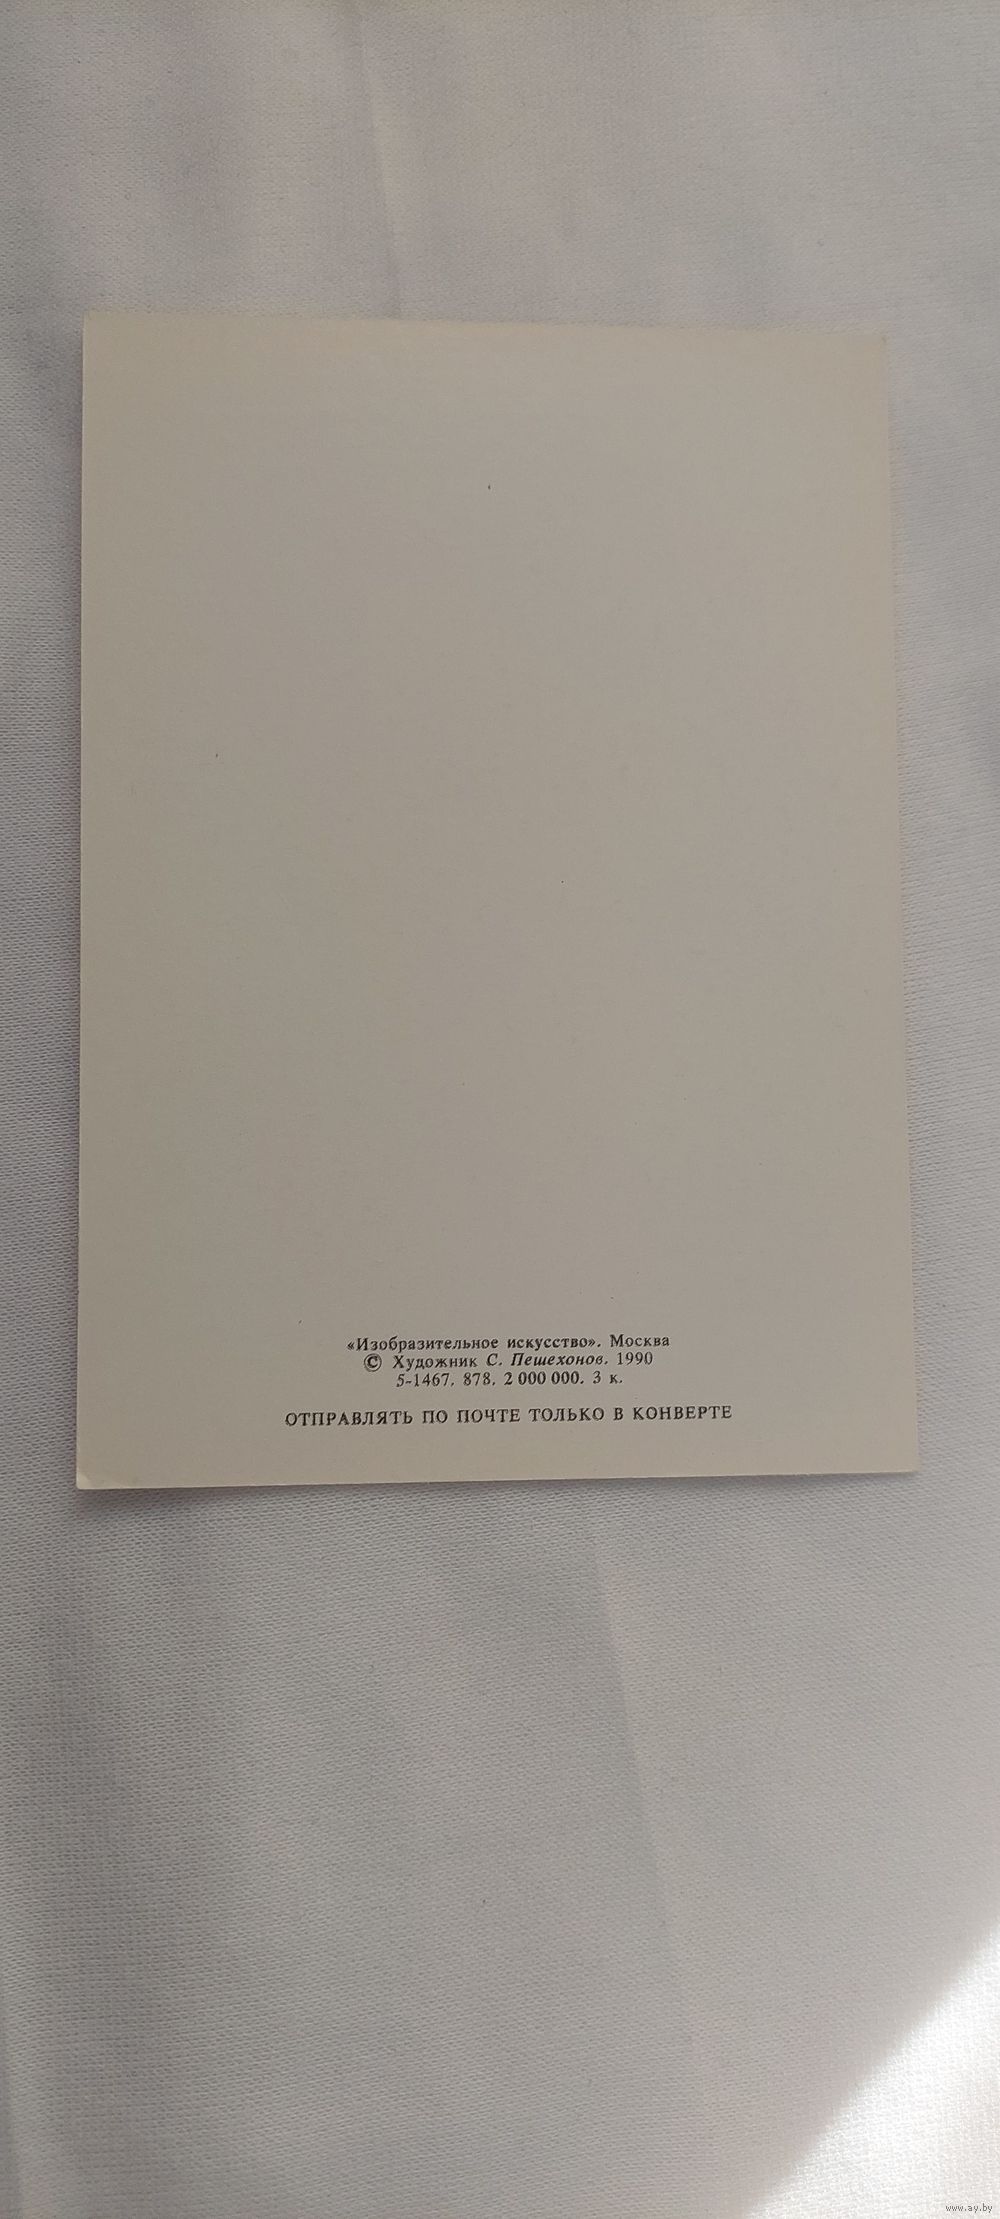 «Изобразительное искусство». Москва
© Художник С. Пешехонов. 1990
5-1467. 878. 2 000 000. 3 к.
ОТПРАВЛЯТЬ ПО ПОЧТЕ ТОЛЬКО В КОНВЕРТЕ
www.ay.by